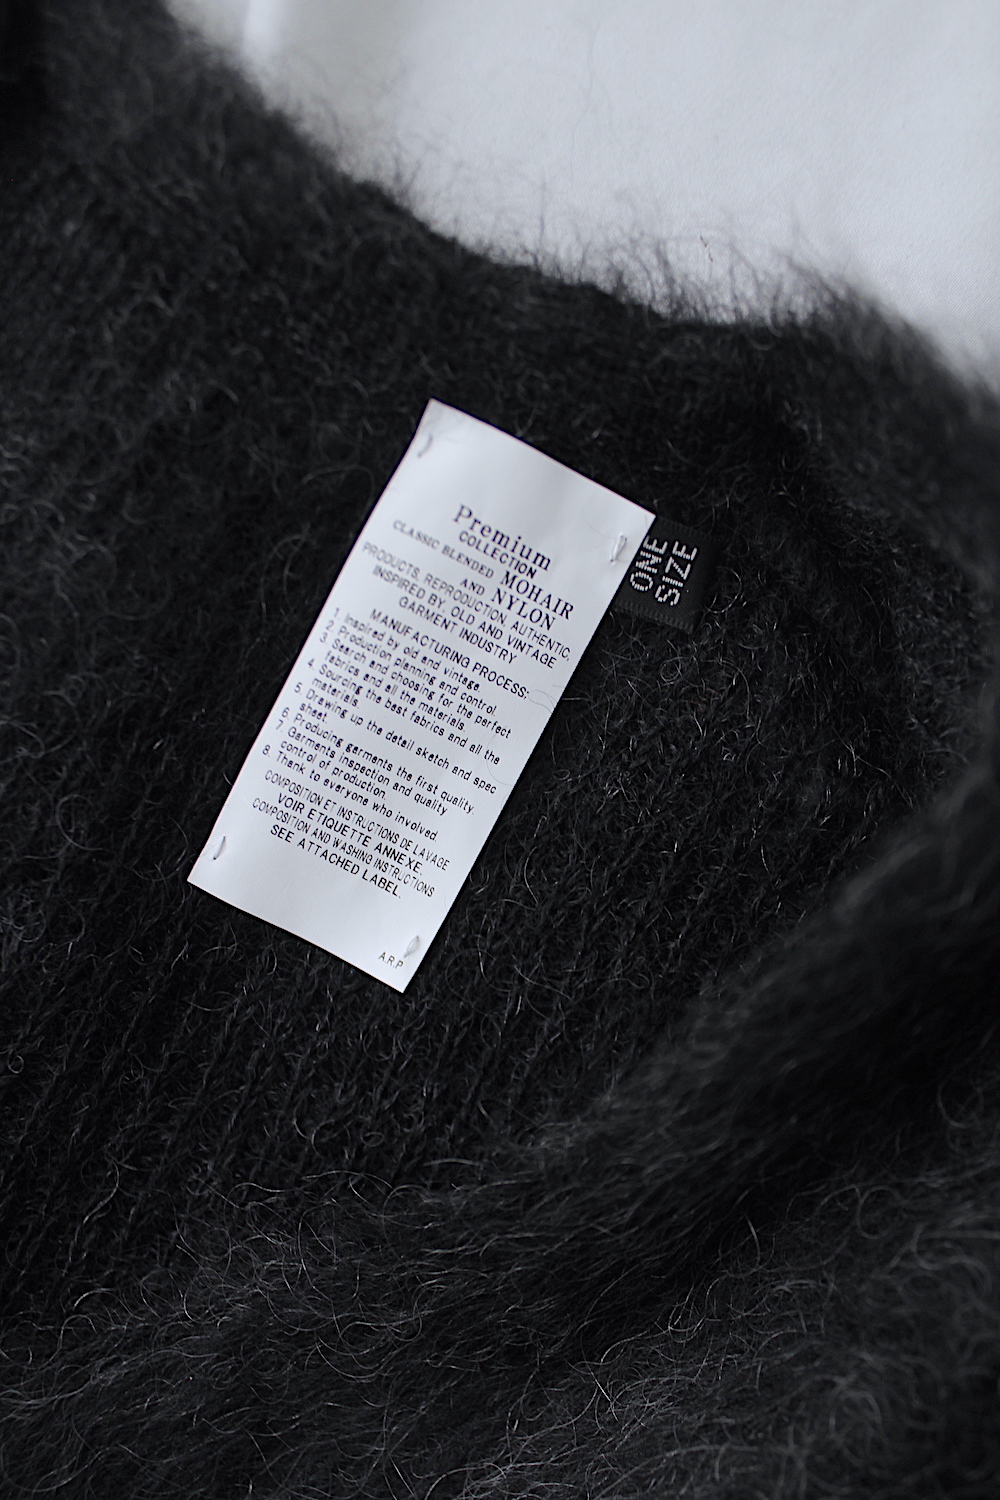 Premium
COLLECTION
CLASSIC BLENDED MOHAIR
AND NYLON
PRODUCTS, REPRODUCTION, AUTHENTIC,
INSPIRED BY, OLD AND VINTAGE
GARMENT INDUSTRY
MANUFACTURING PROCESS:
1. Inspired by old and vintage.
2. Production planning and control.
3. Search and choosing for the perfect
fabrics and all the materials.
4. Sourcing the best fabrics and all the
materials.
5. Drawing up the detail sketch and spec
sheet.
6. Producing garments the first quality.
7. Garments inspection and quality
control of production.
8. Thank to everyone who involved.
COMPOSITION ET INSTRUCTIONS DE LAVAGE
VOIR ETIQUETTE ANNEXE.
COMPOSITION AND WASHING INSTRUCTIONS
SEE ATTACHED LABEL.
A.R.P
ONE
SIZE